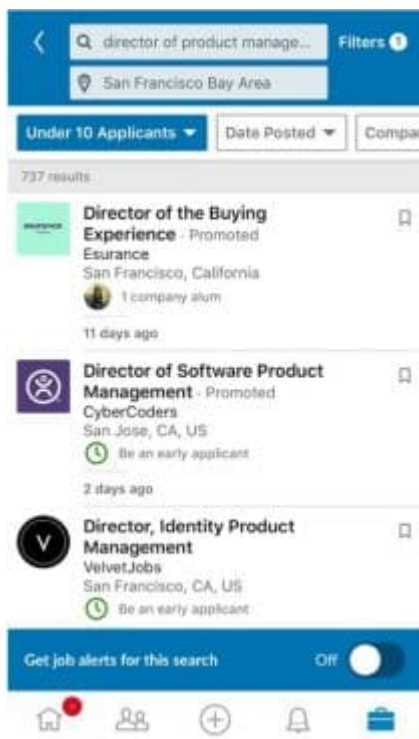 director of product manage...
Filters 1
San Francisco Bay Area
Under 10 Applicants
Date Posted
Compa
737 results
Director of the Buying
Experience · Promoted
Esurance
San Francisco, California
1 company alum
11 days ago
Director of Software Product
Management · Promoted
CyberCoders
San Jose, CA, US
Be an early applicant
2 days ago
V
Director, Identity Product
Management
VelvetJobs
San Francisco, CA, US
Be an early applicant
Get job alerts for this search
Off